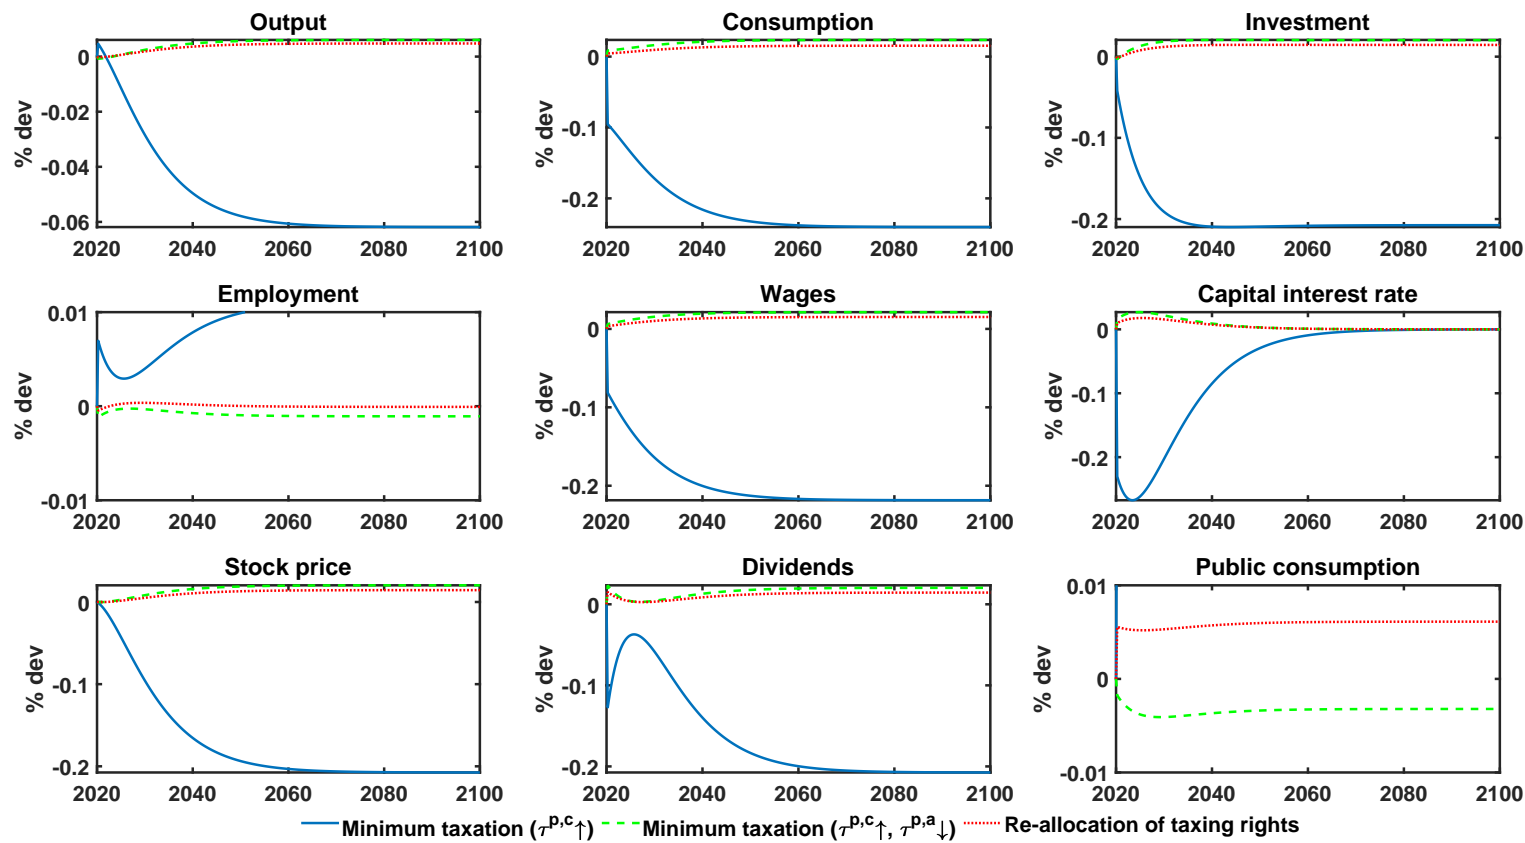 Output
Consumption
Investment
% dev
0
-0.02
-0.04
-0.06
2020 2040 2060 2080 2100
% dev
0
-0.1
-0.2
2020 2040 2060 2080 2100
% dev
0
-0.1
-0.2
2020 2040 2060 2080 2100
Employment
Wages
Capital interest rate
% dev
0.01
0
-0.01
2020 2040 2060 2080 2100
% dev
0
-0.1
-0.2
2020 2040 2060 2080 2100
% dev
0
-0.1
-0.2
2020 2040 2060 2080 2100
Stock price
Dividends
Public consumption
% dev
0
-0.1
-0.2
2020 2040 2060 2080 2100
% dev
0
-0.1
-0.2
2020 2040 2060 2080 2100
% dev
0.01
0
-0.01
2020 2040 2060 2080 2100
Minimum taxation (τ^p,c↑) Minimum taxation (τ^p,c↑, τ^p,a↓) Re-allocation of taxing rights